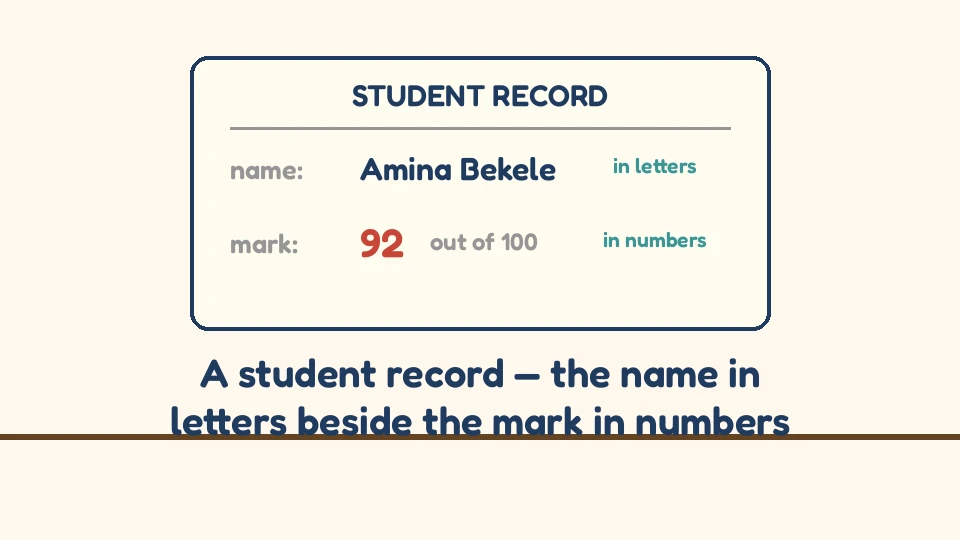 STUDENT RECORD
name: Amina Bekele in letters
mark: 92 out of 100 in numbers
A student record — the name in
letters beside the mark in numbers